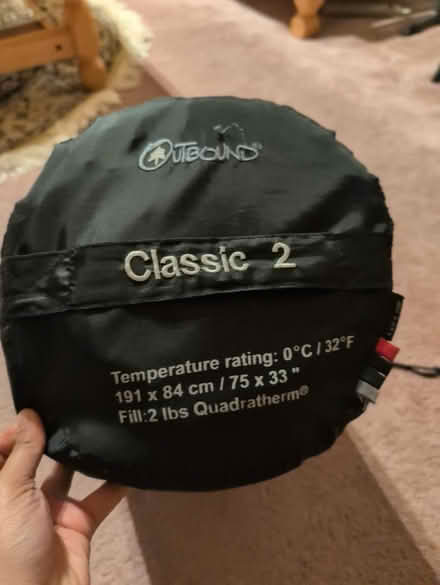 OUTBOUND®
Classic 2
Temperature rating: 0°C / 32°F
191 x 84 cm / 75 x 33 "
Fill:2 lbs Quadratherm®